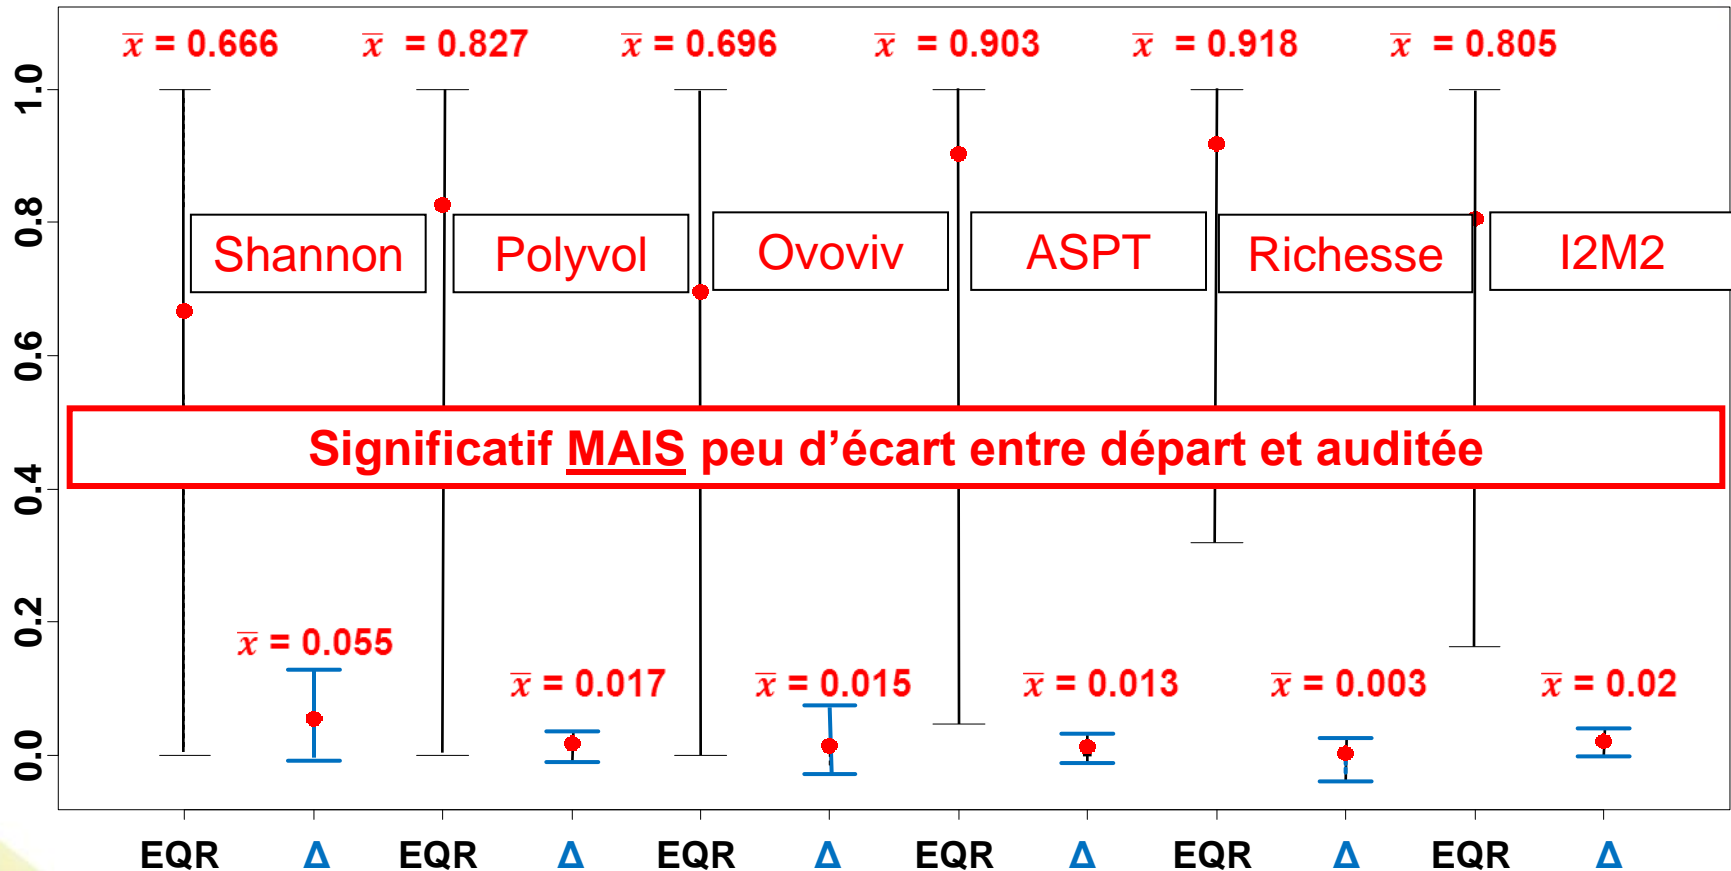 x̅ = 0.666 x̅ = 0.827 x̅ = 0.696 x̅ = 0.903 x̅ = 0.918 x̅ = 0.805
1.0
0.8
Shannon Polyvol Ovoviv ASPT Richesse I2M2
0.6
Significatif MAIS peu d'écart entre départ et auditée
0.4
0.2
x̅ = 0.055
x̅ = 0.017 x̅ = 0.015 x̅ = 0.013 x̅ = 0.003 x̅ = 0.02
0.0
EQR Δ EQR Δ EQR Δ EQR Δ EQR Δ EQR Δ